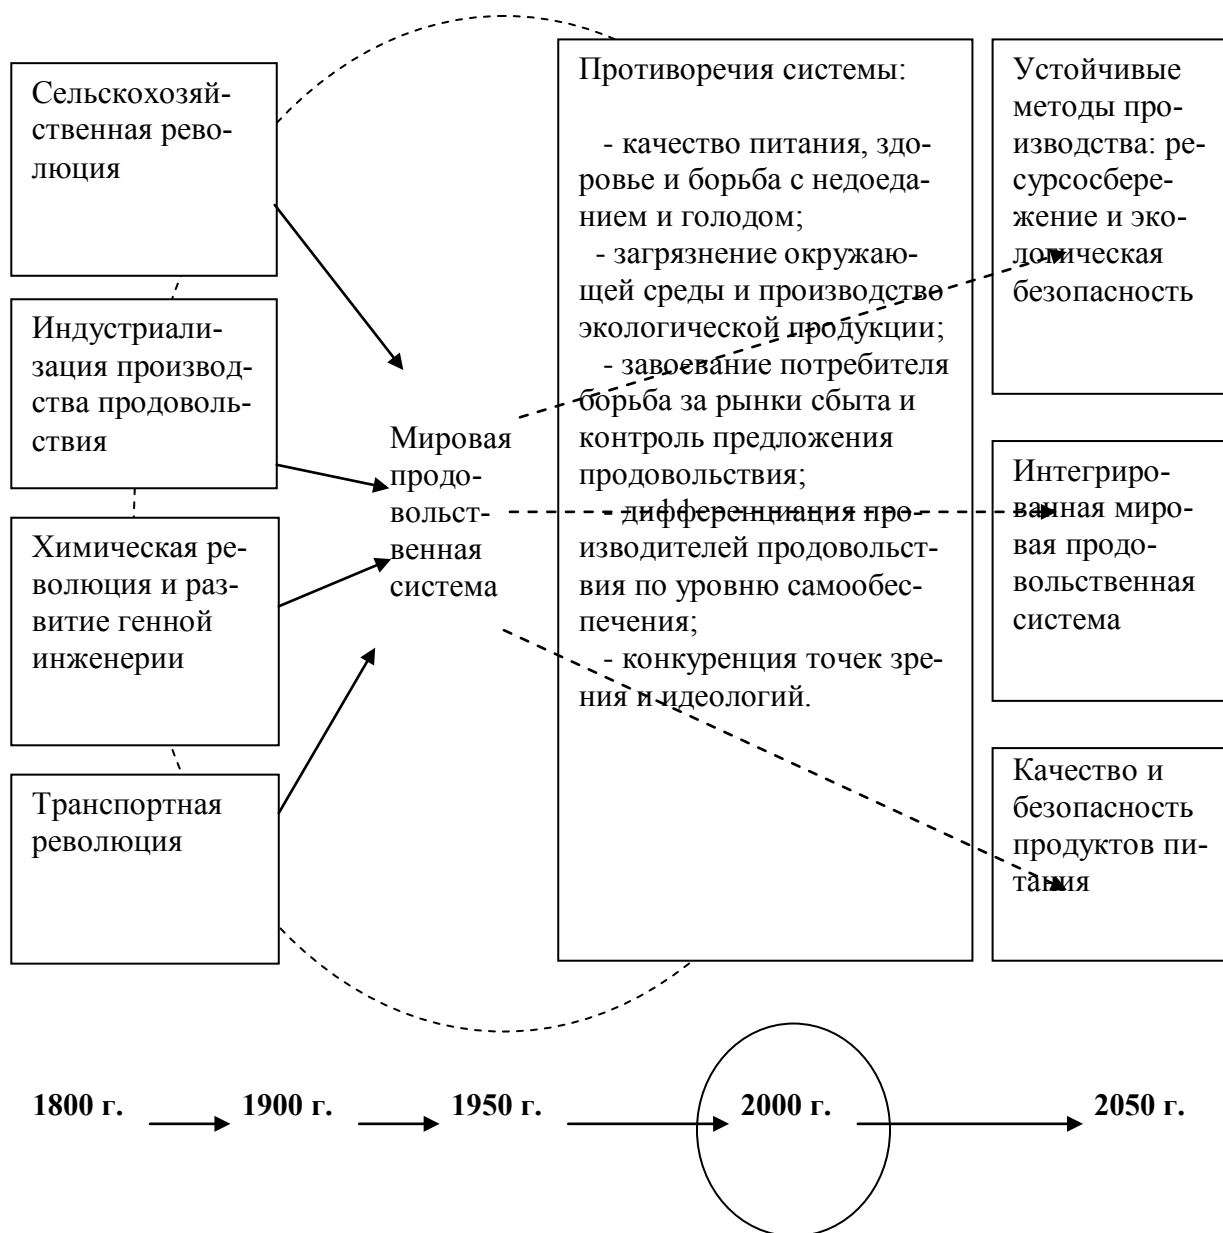 Сельскохозяй-
ственная рево-
люция
Индустриали-
зация производ-
ства продоволь-
ствия
Химическая ре-
волюция и раз-
витие генной
инженерии
Транспортная
революция
Мировая
продо-
вольст-
венная
система
Противоречия системы:
- качество питания, здо-
ровье и борьба с недоеда-
нием и голодом;
- загрязнение окружаю-
щей среды и производство
экологической продукции;
- завоевание потребителя
борьба за рынки сбыта и
контроль предложения
продовольствия;
- дифференциация про-
изводителей продовольст-
вия по уровню самообес-
печения;
- конкуренция точек зре-
ния и идеологий.
Устойчивые
методы про-
изводства: ре-
сурсосбере-
жение и эко-
логическая
безопасность
Интегриро-
ванная миро-
вая продо-
вольственная
система
Качество и
безопасность
продуктов пи-
тания
1800 г.
1900 г.
1950 г.
2000 г.
2050 г.